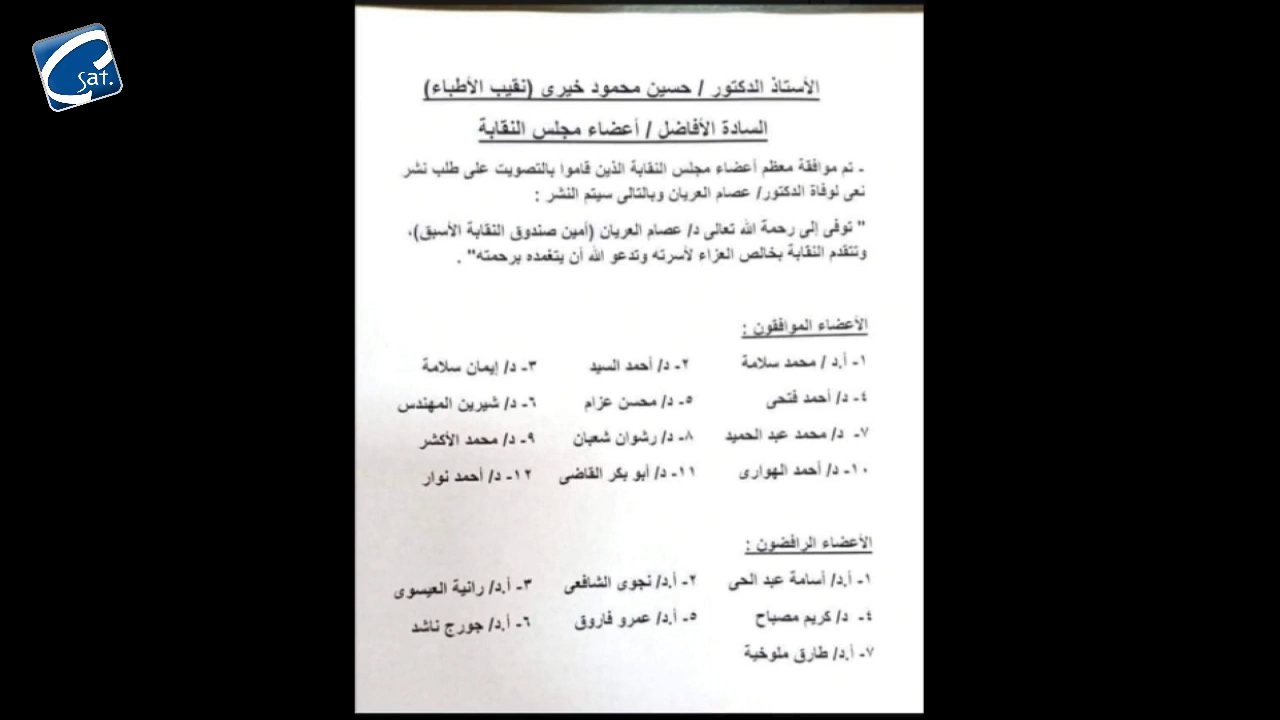 Sat.
الأستاذ الدكتور / حسين محمود خيرى (نقيب الأطباء)
السادة الأفاضل / أعضاء مجلس النقابة
- تم موافقة معظم أعضاء مجلس النقابة الذين قاموا بالتصويت على طلب نشر
نعى لوفاة الدكتور/ عصام العريان وبالتالى سيتم النشر :
" توفى إلى رحمة الله تعالى د/ عصام العريان (أمين صندوق النقابة الأسبق)،
وتتقدم النقابة بخالص العزاء لأسرته وتدعو الله أن يتغمده برحمته" .
الأعضاء الموافقون :
١- أ.د / محمد سلامة ٢- د/ أحمد السيد ٣- د/ إيمان سلامة
٤- د/ أحمد فتحى ٥- د/ محسن عزام ٦- د/ شيرين المهندس
٧- د/ محمد عبد الحميد ٨- د/ رشوان شعبان ٩- د/ محمد الأكشر
١٠- د/ أحمد الهوارى ١١- د/ أبو بكر القاضى ١٢- د/ أحمد نوار
الأعضاء الرافضون :
١- أ.د/ أسامة عبد الحى ٢- أ.د/ نجوى الشافعى ٣- أ.د/ رانية العيسوى
٤- د/ كريم مصباح ٥- أ.د/ عمرو فاروق ٦- أ.د/ جورج ناشد
٧- أ.د/ طارق ملوخية